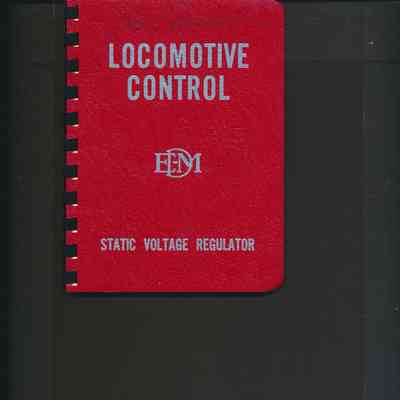 LOCOMOTIVE
CONTROL
EMD
STATIC VOLTAGE REGULATOR